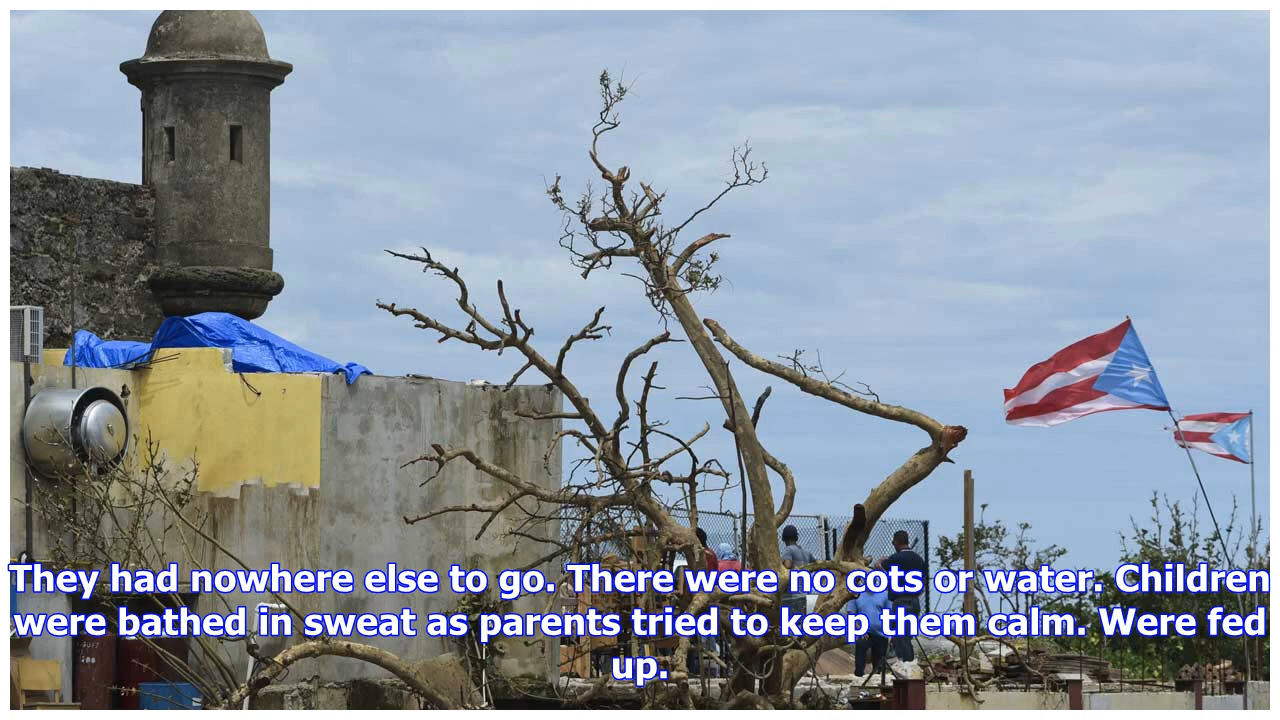 They had nowhere else to go. There were no cots or water. Children
were bathed in sweat as parents tried to keep them calm. Were fed
up.